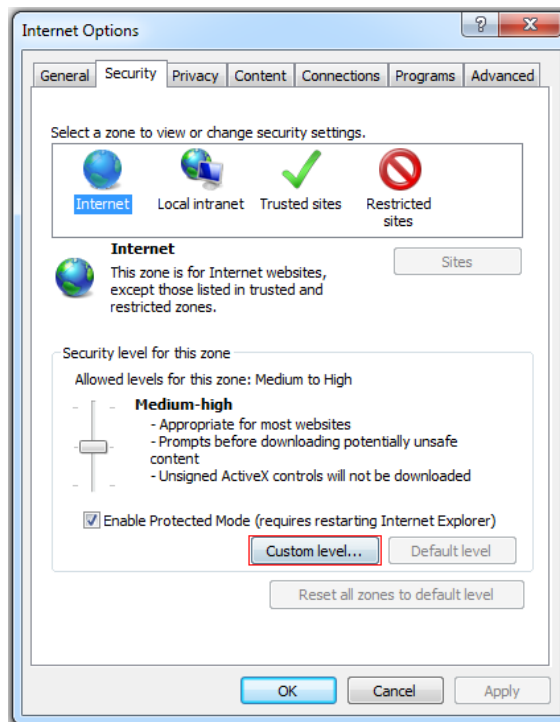 Internet Options
General Security Privacy Content Connections Programs Advanced
Select a zone to view or change security settings.
Internet Local intranet Trusted sites Restricted
sites
Internet
Sites
This zone is for Internet websites,
except those listed in trusted and
restricted zones.
Security level for this zone
Allowed levels for this zone: Medium to High
Medium-high
- Appropriate for most websites
- Prompts before downloading potentially unsafe
content
- Unsigned ActiveX controls will not be downloaded
Enable Protected Mode (requires restarting Internet Explorer)
Custom level... Default level
Reset all zones to default level
OK Cancel Apply